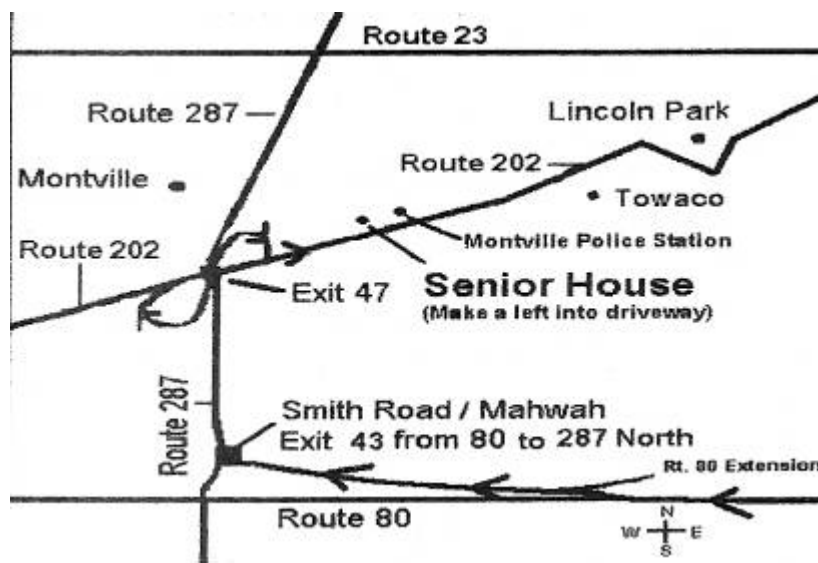 Route 23
Route 287
Lincoln Park
Route 202
Montville
Towaco
Route 202
Montville Police Station
Exit 47
Senior House
(Make a left into driveway)
Route 287
Smith Road / Mahwah
Exit 43 from 80 to 287 North
Rt. 80 Extension
Route 80
N
W E
S